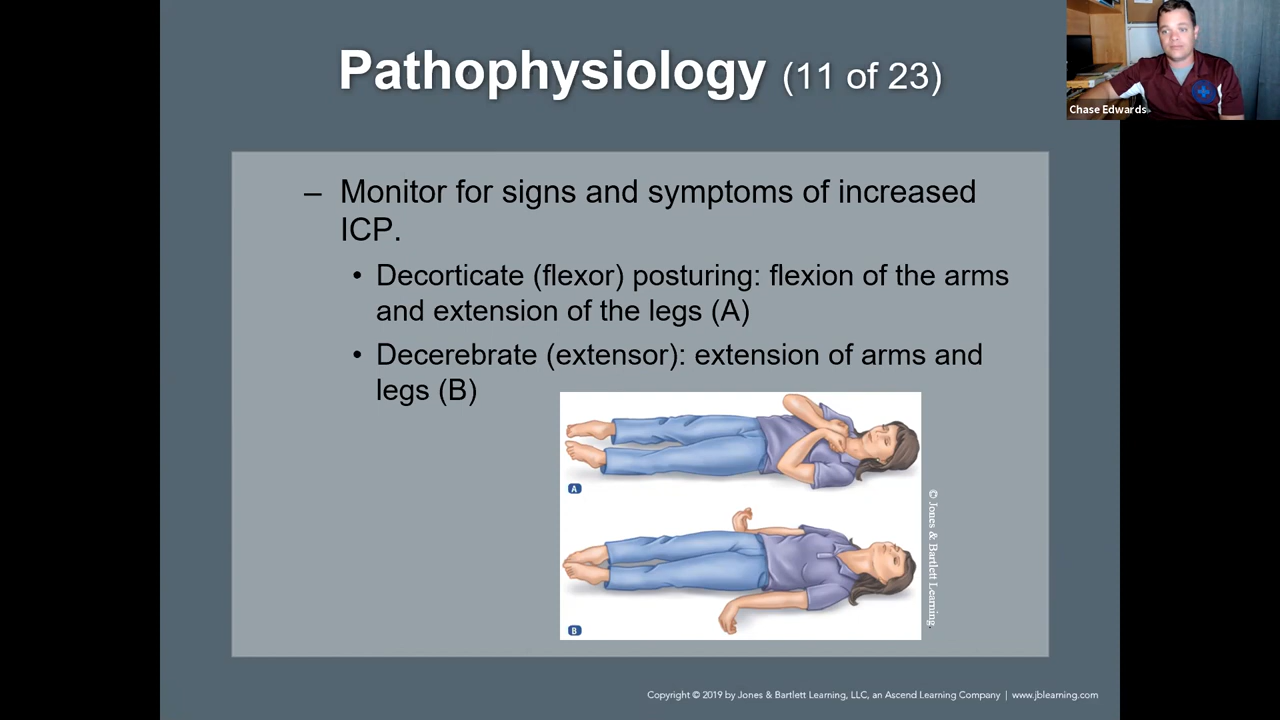 Pathophysiology (11 of 23)
Chase Edwards
– Monitor for signs and symptoms of increased
ICP.
• Decorticate (flexor) posturing: flexion of the arms
and extension of the legs (A)
• Decerebrate (extensor): extension of arms and
legs (B)
A
B
© Jones & Bartlett Learning.
Copyright © 2019 by Jones & Bartlett Learning, LLC, an Ascend Learning Company | www.jblearning.com